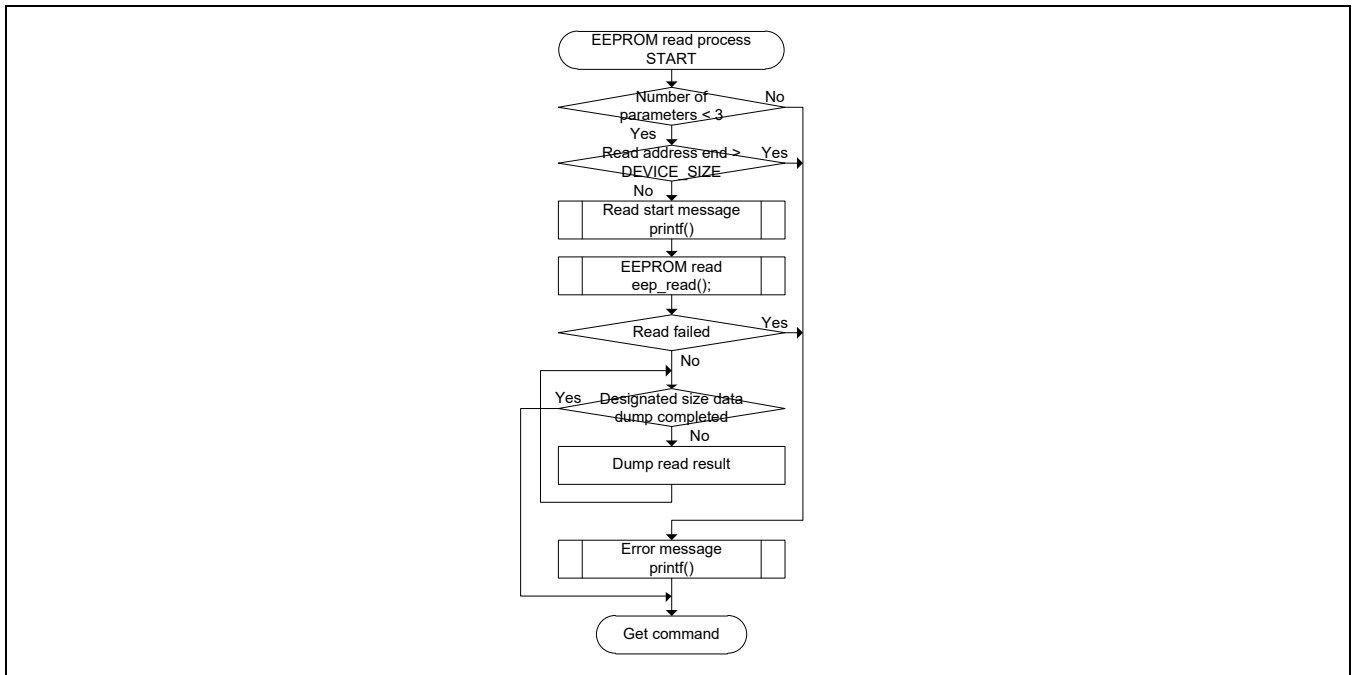 EEPROM read process
START
Number of
parameters < 3
No
Yes
Read address end >
DEVICE_SIZE
Yes
No
Read start message
printf()
EEPROM read
eep_read();
Read failed
Yes
No
Yes
Designated size data
dump completed
No
Dump read result
Error message
printf()
Get command